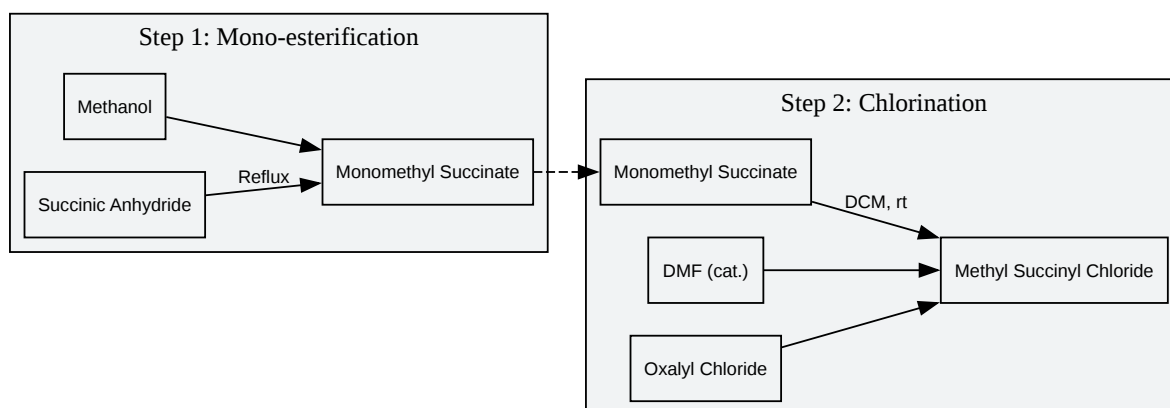 Step 1: Mono-esterification
Methanol
Succinic Anhydride
Reflux
Monomethyl Succinate
Step 2: Chlorination
Monomethyl Succinate
DCM, rt
DMF (cat.)
Oxalyl Chloride
Methyl Succinyl Chloride